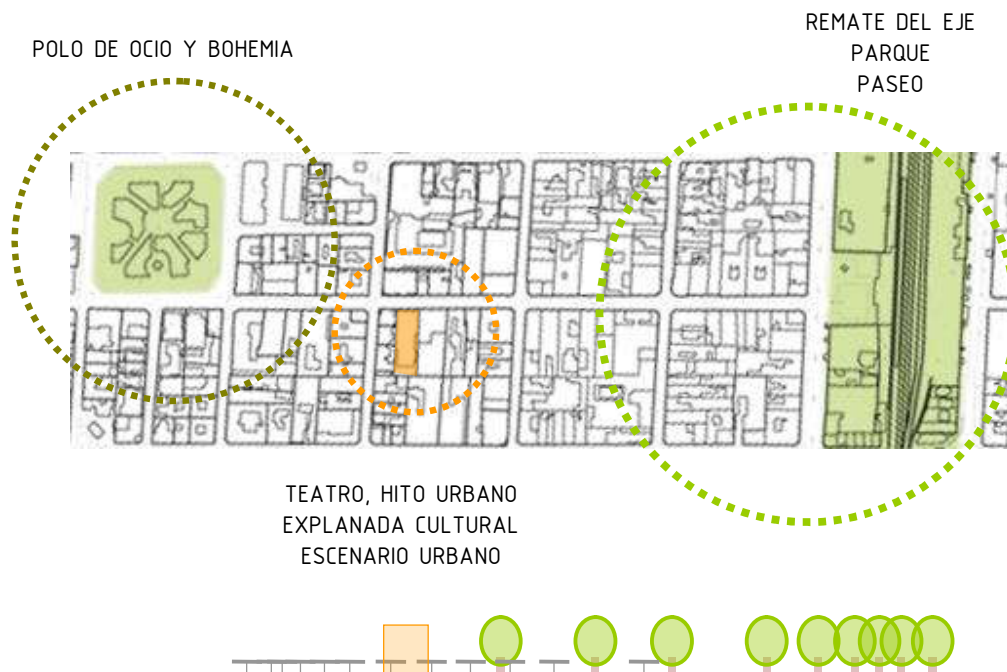 POLO DE OCIO Y BOHEMIA
REMATE DEL EJE
PARQUE
PASEO
TEATRO, HITO URBANO
EXPLANADA CULTURAL
ESCENARIO URBANO